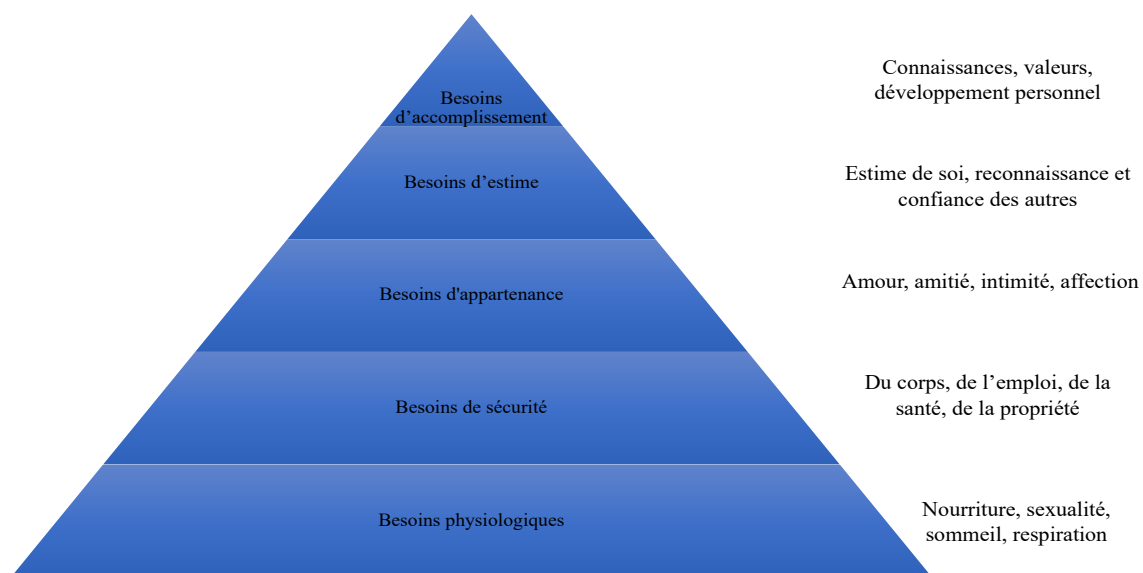 Besoins
d’accomplissement
Connaissances, valeurs,
développement personnel
Besoins d’estime
Estime de soi, reconnaissance et
confiance des autres
Besoins d'appartenance
Amour, amitié, intimité, affection
Besoins de sécurité
Du corps, de l’emploi, de la
santé, de la propriété
Besoins physiologiques
Nourriture, sexualité,
sommeil, respiration